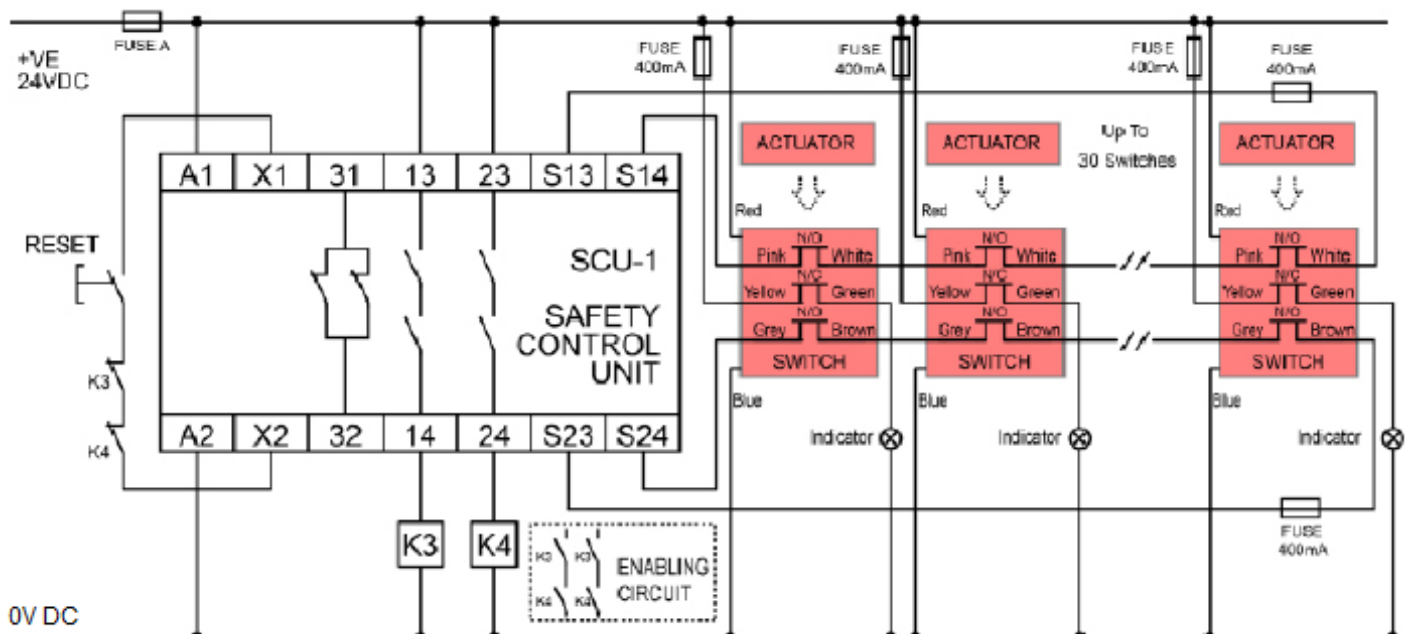 FUSE A
+VE
24VDC
FUSE
400mA
FUSE
400mA
FUSE
400mA
FUSE
400mA
ACTUATOR
ACTUATOR
Up To
30 Switches
ACTUATOR
A1 X1 31 13 23 S13 S14
Red
Red
Red
RESET
SCU-1
SAFETY
CONTROL
UNIT
N/O
Pink White
N/C
Yellow Green
N/O
Grey Brown
SWITCH
N/O
Pink White
N/C
Yellow Green
N/O
Grey Brown
SWITCH
N/O
Pink White
N/C
Yellow Green
N/O
Grey Brown
SWITCH
K3
K4
Blue
Blue
Blue
A2 X2 32 14 24 S23 S24
Indicator
Indicator
Indicator
K3
K4
K3 K3
K4 K4
ENABLING
CIRCUIT
FUSE
400mA
0V DC